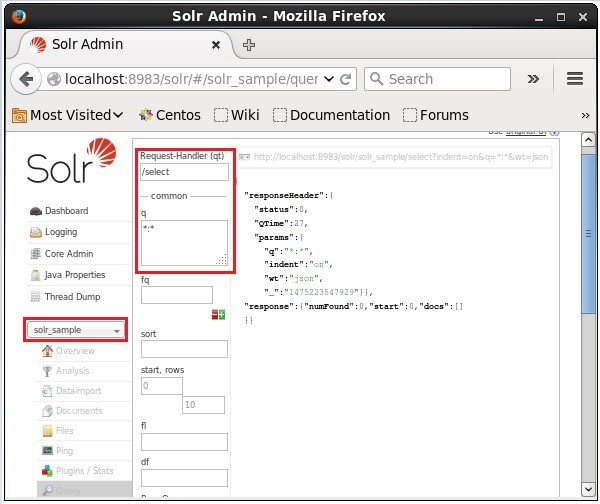 Solr Admin - Mozilla Firefox
Solr Admin
localhost:8983/solr/#/solr_sample/quer
Search
Most Visited
Centos
Wiki
Documentation
Forums
Solr
Dashboard
Logging
Core Admin
Java Properties
Thread Dump
solr_sample
Overview
Analysis
Dataimport
Documents
Files
Ping
Plugins / Stats
Query
Request-Handler (qt)
/select
common
q
*:*
fq
sort
start, rows
0
10
fl
df
http://localhost:8983/solr/solr_sample/select?indent=on&q=*:*&wt=json
"responseHeader":{
"status":0,
"QTime":27,
"params":{
"q":"*:*",
"indent":"on",
"wt":"json",
"_":"1475223547929"}},
"response":{"numFound":0,"start":0,"docs":[]
}}